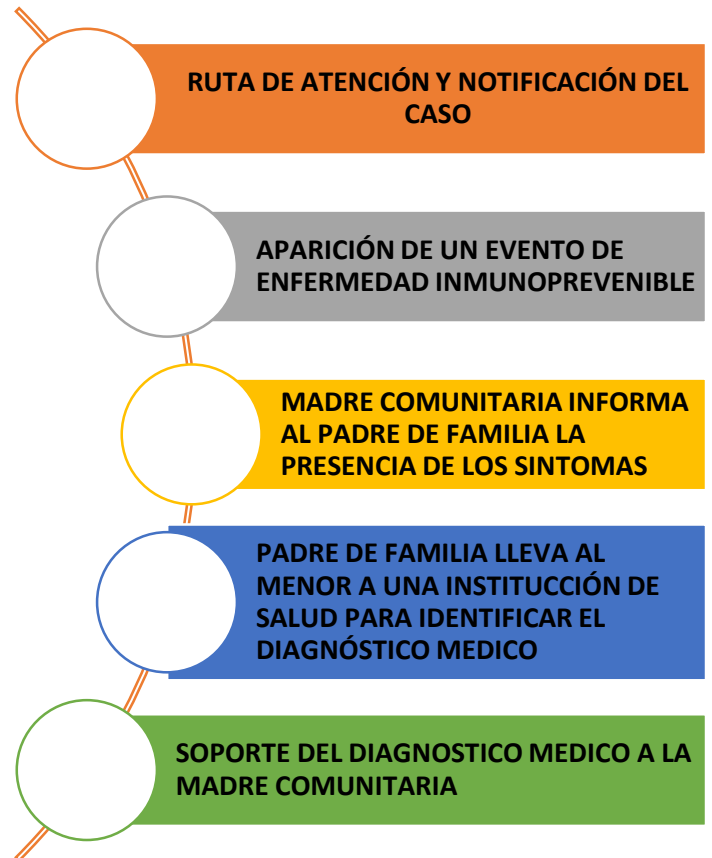 RUTA DE ATENCIÓN Y NOTIFICACIÓN DEL
CASO
APARICIÓN DE UN EVENTO DE
ENFERMEDAD INMUNOPREVENIBLE
MADRE COMUNITARIA INFORMA
AL PADRE DE FAMILIA LA
PRESENCIA DE LOS SINTOMAS
PADRE DE FAMILIA LLEVA AL
MENOR A UNA INSTITUCCIÓN DE
SALUD PARA IDENTIFICAR EL
DIAGNÓSTICO MEDICO
SOPORTE DEL DIAGNOSTICO MEDICO A LA
MADRE COMUNITARIA